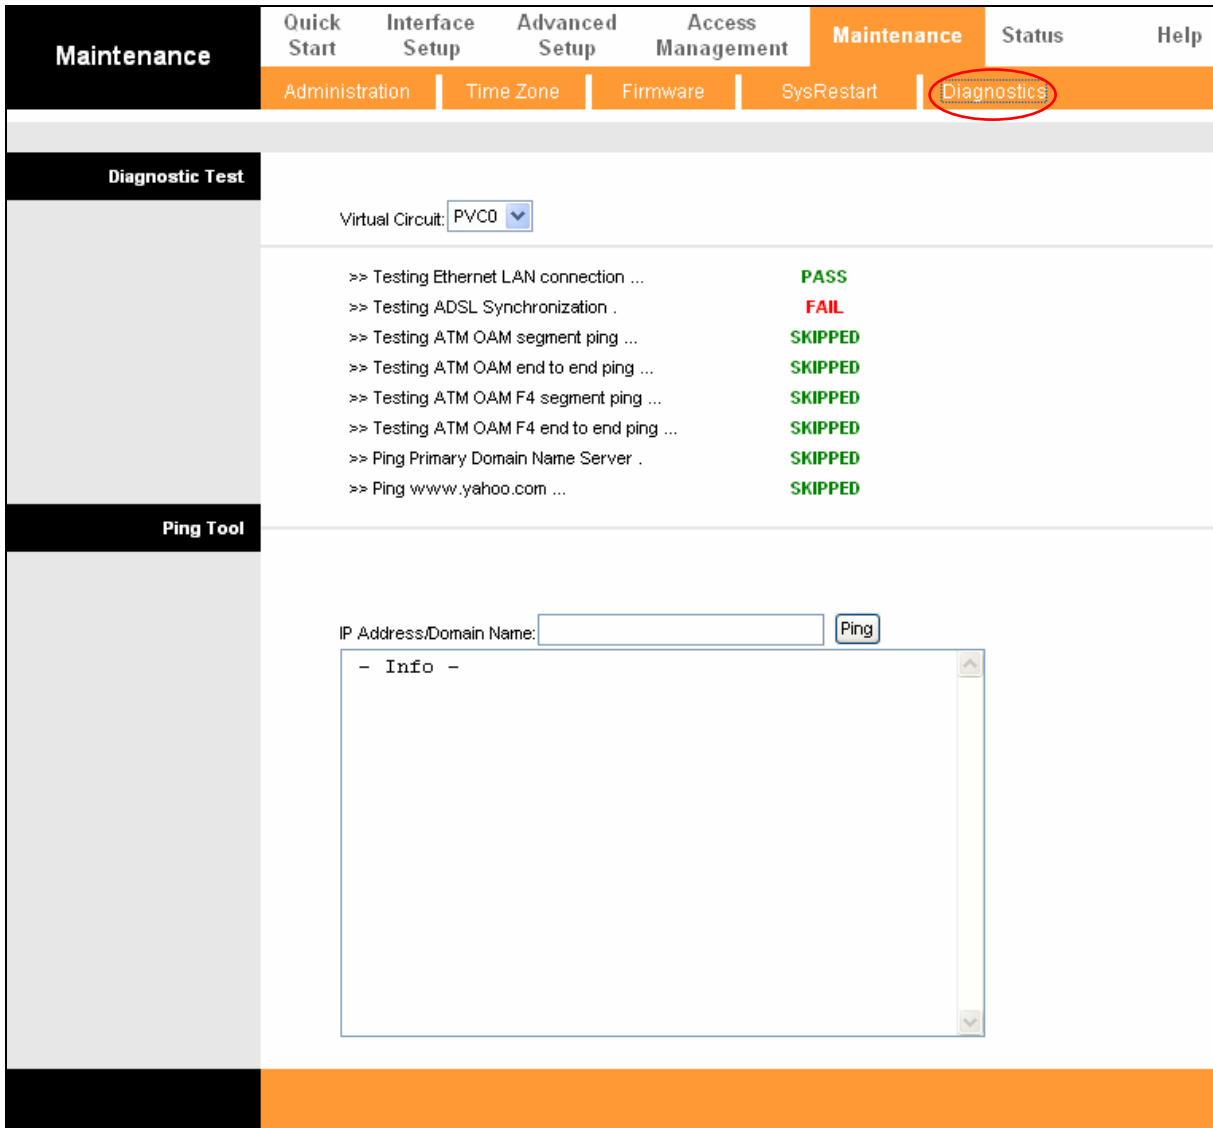 Maintenance
Quick Start
Interface Setup
Advanced Setup
Access Management
Maintenance
Status
Help
Administration
Time Zone
Firmware
SysRestart
Diagnostics
Diagnostic Test
Virtual Circuit: PVC0
>> Testing Ethernet LAN connection ... PASS
>> Testing ADSL Synchronization . FAIL
>> Testing ATM OAM segment ping ... SKIPPED
>> Testing ATM OAM end to end ping ... SKIPPED
>> Testing ATM OAM F4 segment ping ... SKIPPED
>> Testing ATM OAM F4 end to end ping ... SKIPPED
>> Ping Primary Domain Name Server . SKIPPED
>> Ping www.yahoo.com ... SKIPPED
Ping Tool
IP Address/Domain Name: Ping
- Info -